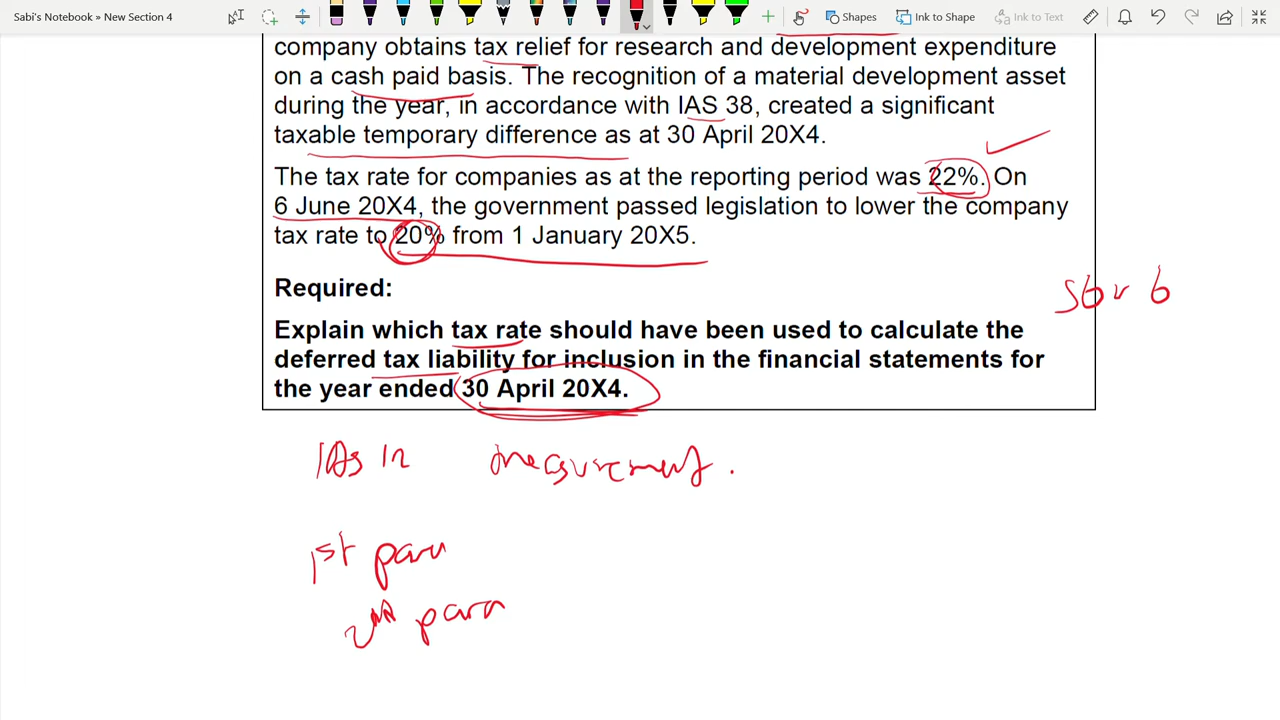 Sabi's Notebook » New Section 4
Shapes
Ink to Shape
Ink to Text
company obtains tax relief for research and development expenditure
on a cash paid basis. The recognition of a material development asset
during the year, in accordance with IAS 38, created a significant
taxable temporary difference as at 30 April 20X4.
The tax rate for companies as at the reporting period was 22%. On
6 June 20X4, the government passed legislation to lower the company
tax rate to 20% from 1 January 20X5.
Required:
Explain which tax rate should have been used to calculate the
deferred tax liability for inclusion in the financial statements for
the year ended 30 April 20X4.
measurement.
1st para
para